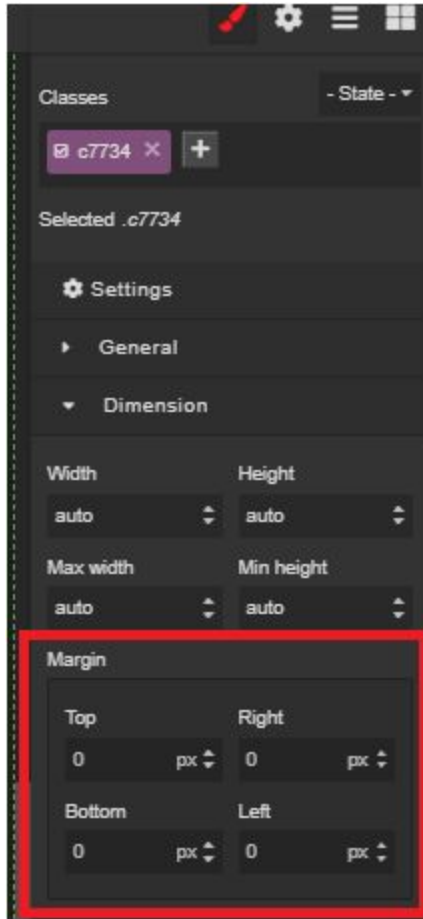 Classes - State -
c7734
Selected .c7734
Settings
General
Dimension
Width Height
auto auto
Max width Min height
auto auto
Margin
Top Right
0 px 0 px
Bottom Left
0 px 0 px